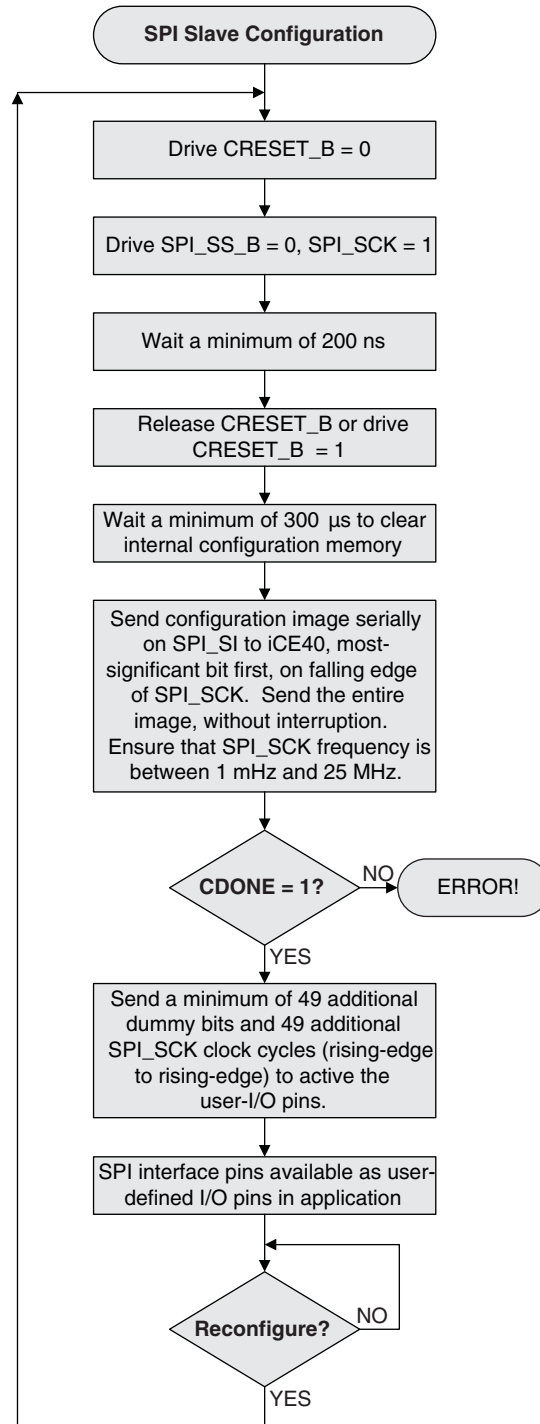 SPI Slave Configuration
Drive CRESET_B = 0
Drive SPI_SS_B = 0, SPI_SCK = 1
Wait a minimum of 200 ns
Release CRESET_B or drive
CRESET_B = 1
Wait a minimum of 300 µs to clear
internal configuration memory
Send configuration image serially
on SPI_SI to iCE40, most-
significant bit first, on falling edge
of SPI_SCK. Send the entire
image, without interruption.
Ensure that SPI_SCK frequency is
between 1 mHz and 25 MHz.
CDONE = 1?
NO
ERROR!
YES
Send a minimum of 49 additional
dummy bits and 49 additional
SPI_SCK clock cycles (rising-edge
to rising-edge) to active the
user-I/O pins.
SPI interface pins available as user-
defined I/O pins in application
Reconfigure?
NO
YES